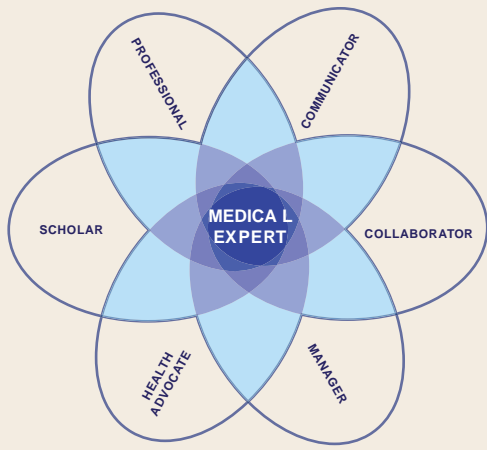 PROFESSIONAL
COMMUNICATOR
SCHOLAR
MEDICA L
EXPERT
COLLABORATOR
HEALTH
ADVOCATE
MANAGER